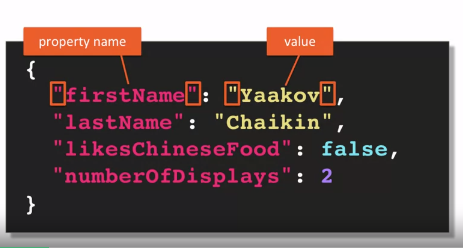 property name value
{
"firstName": "Yaakov",
"lastName": "Chaikin",
"likesChineseFood": false,
"numberOfDisplays": 2
}